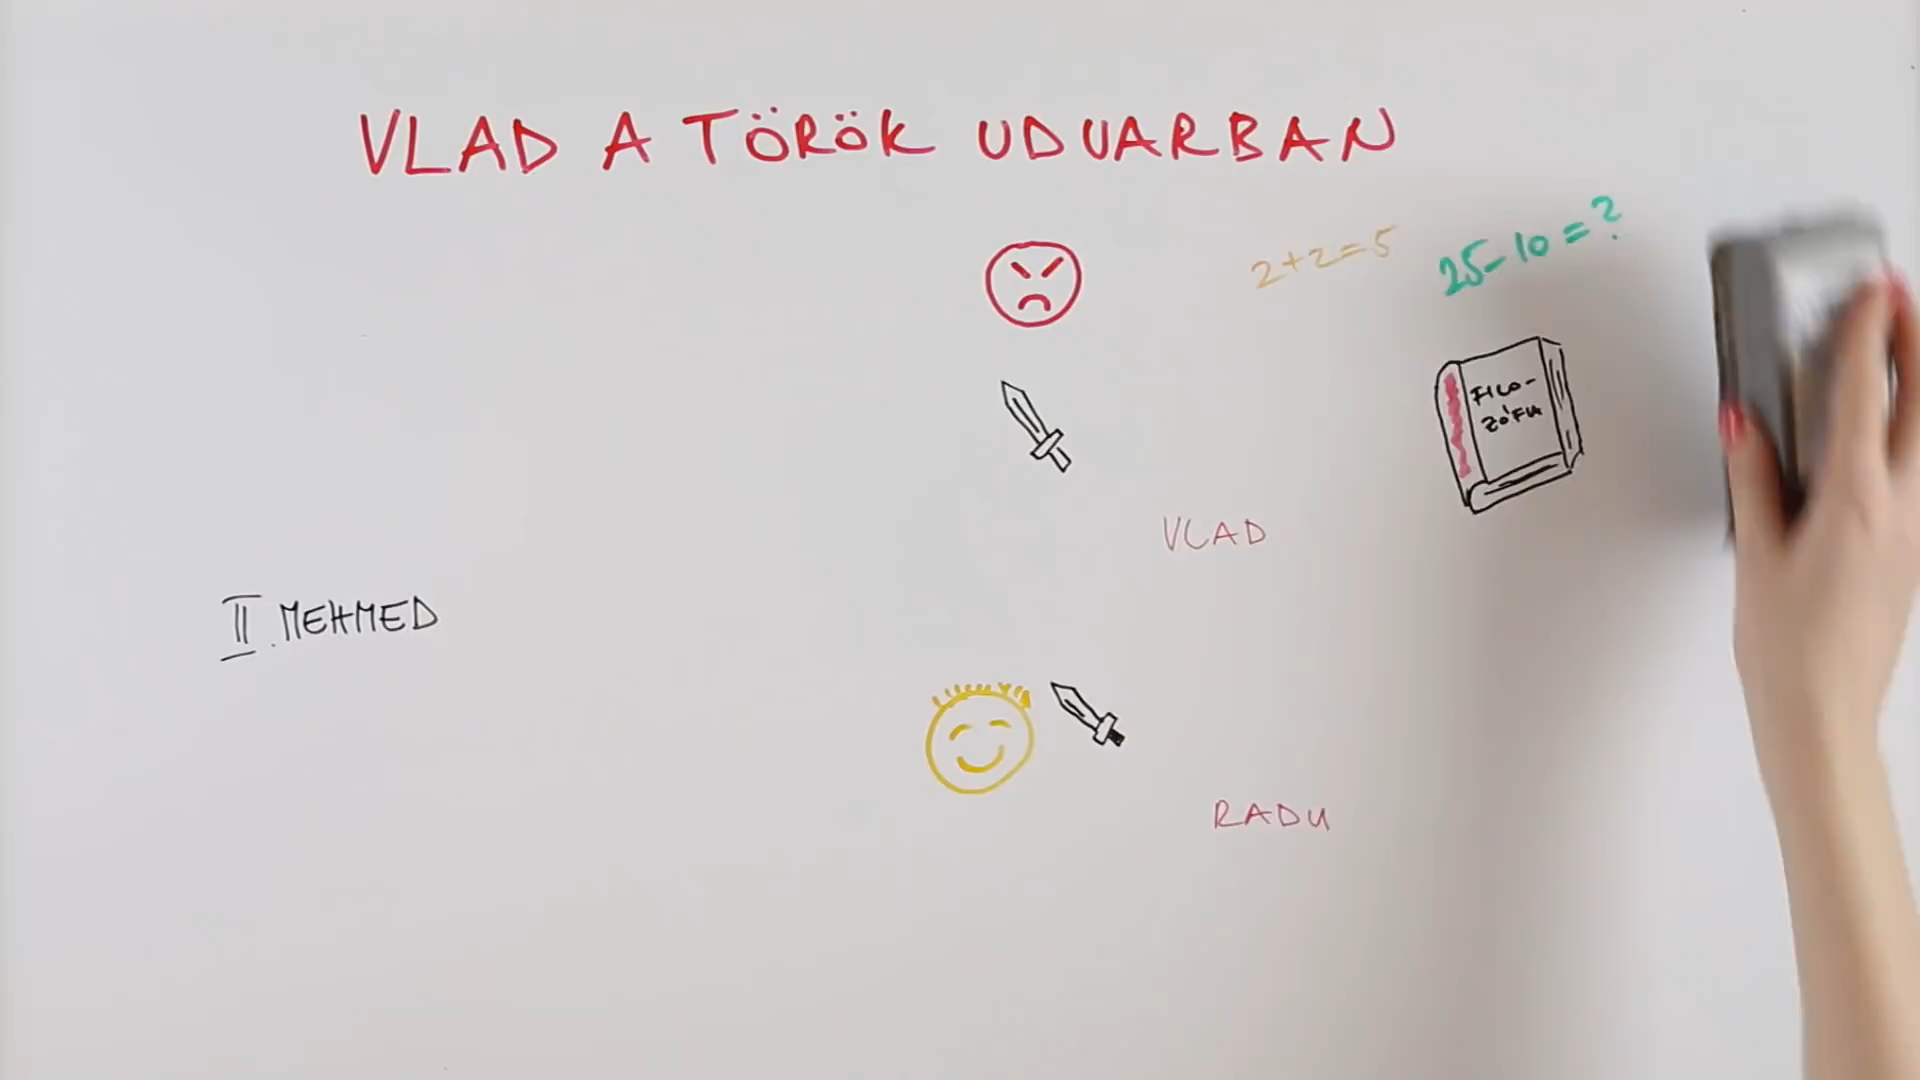 VLAD A TÖRÖK UDVARBAN
2+2=5
25-10=?
FILO-
ZÓFIA
VLAD
II. MEHMED
RADU